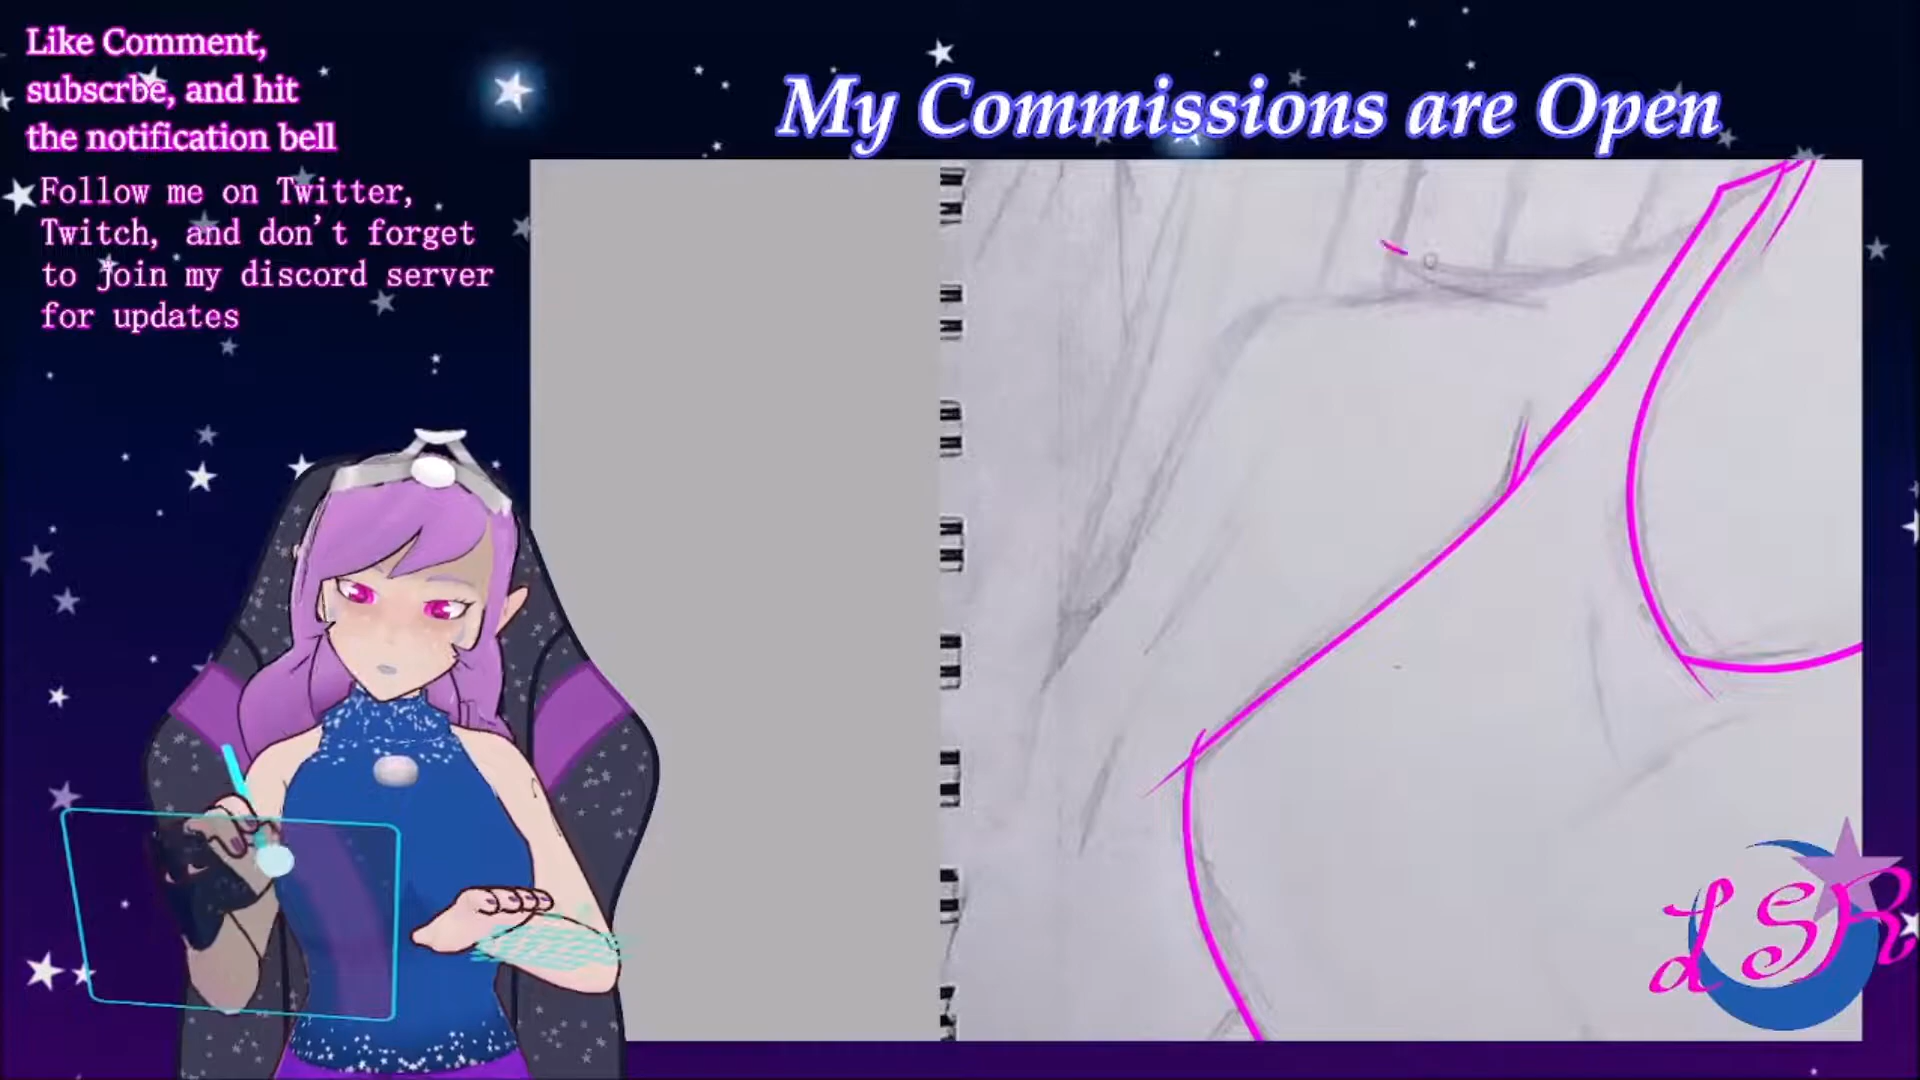 Like Comment,
subscrbe, and hit
the notification bell
Follow me on Twitter,
Twitch, and don't forget
to join my discord server
for updates
My Commissions are Open
LSR